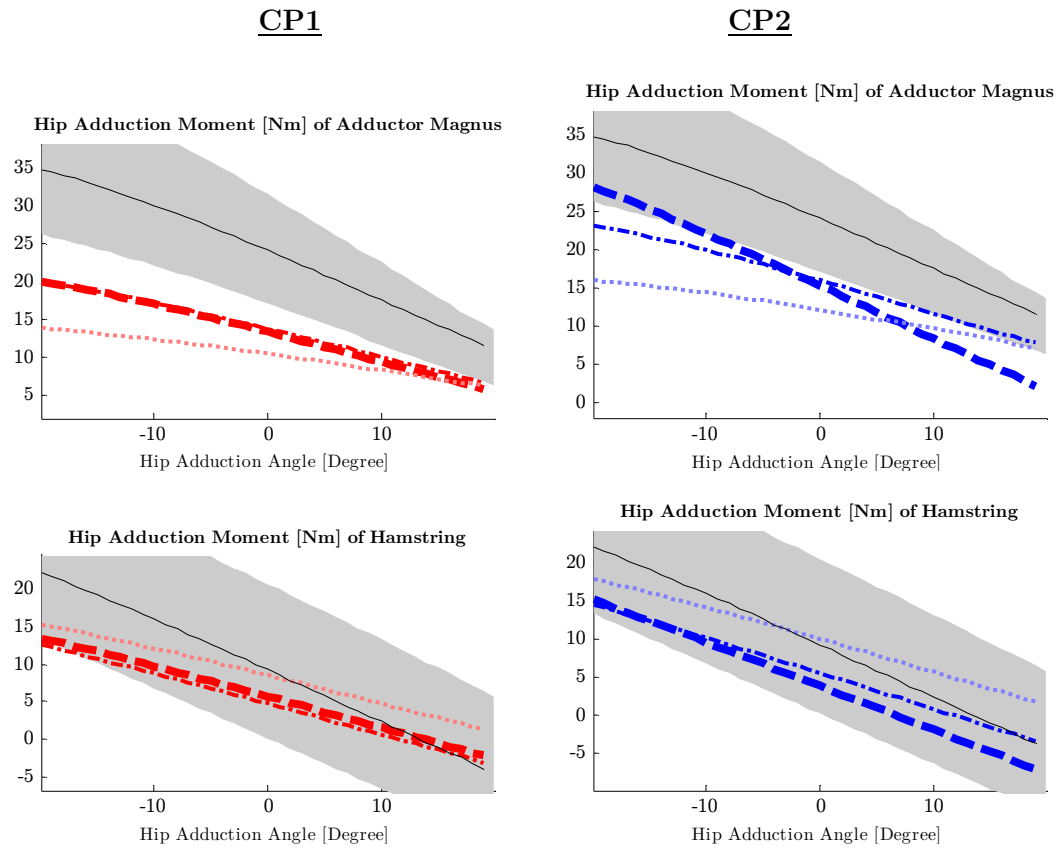 CP1
CP2
Hip Adduction Moment [Nm] of Adductor Magnus
35
30
25
20
15
10
5
-10 0 10
Hip Adduction Angle [Degree]
Hip Adduction Moment [Nm] of Adductor Magnus
35
30
25
20
15
10
5
0
-10 0 10
Hip Adduction Angle [Degree]
Hip Adduction Moment [Nm] of Hamstring
20
15
10
5
0
-5
-10 0 10
Hip Adduction Angle [Degree]
Hip Adduction Moment [Nm] of Hamstring
20
15
10
5
0
-5
-10 0 10
Hip Adduction Angle [Degree]